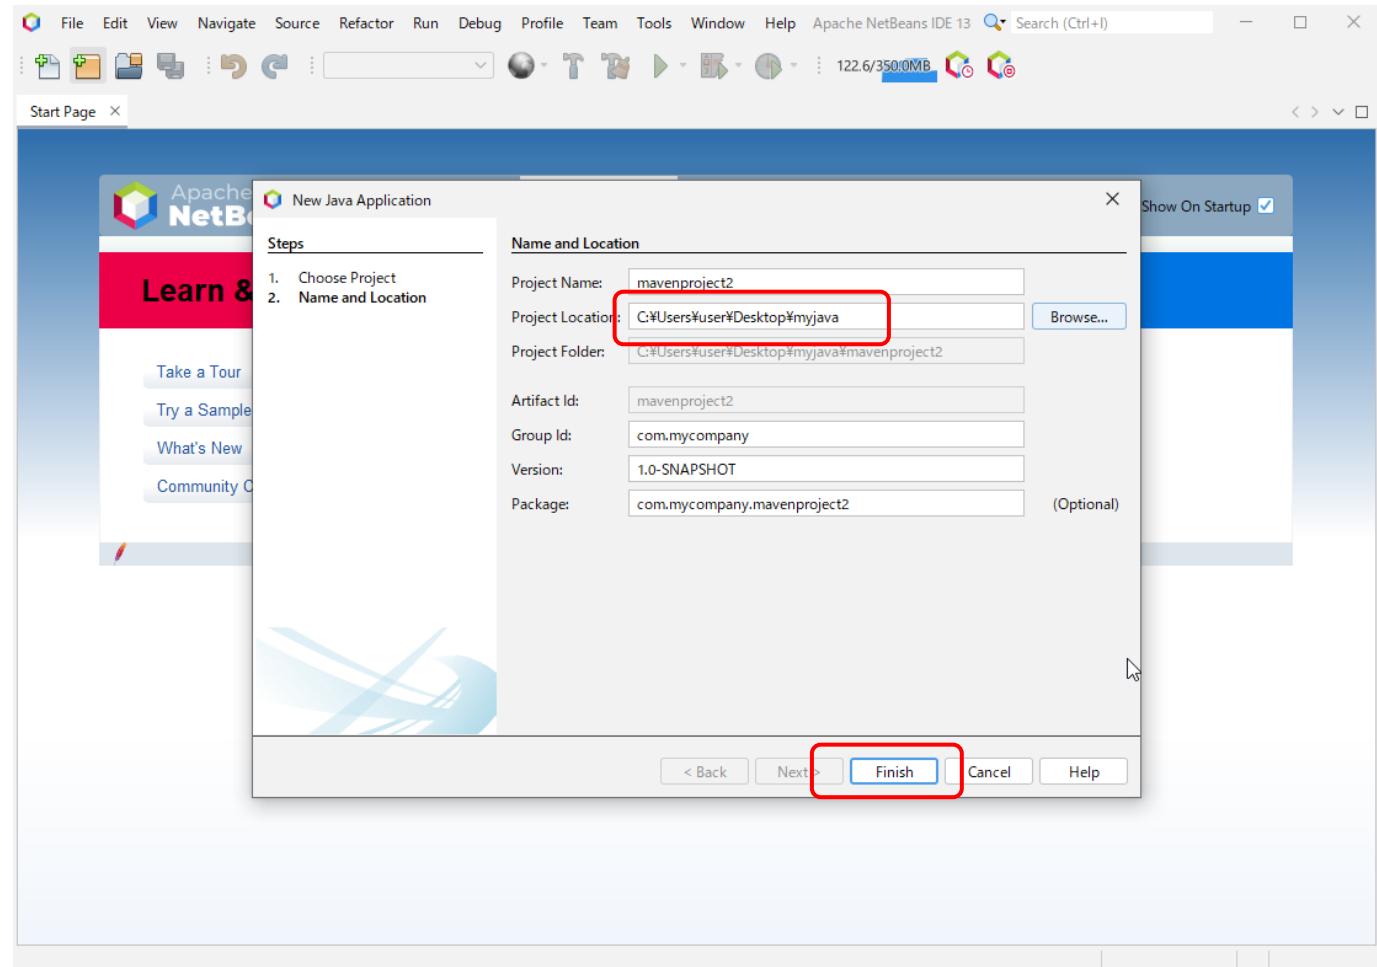 File Edit View Navigate Source Refactor Run Debug Profile Team Tools Window Help Apache NetBeans IDE 13 Search (Ctrl+I)
122.6/350.0MB
Start Page
Apache
NetBe
Show On Startup
Learn &
Take a Tour
Try a Sample
What's New
Community
New Java Application
Steps
1. Choose Project
2. Name and Location
Name and Location
Project Name: mavenproject2
Project Location: C:¥Users¥user¥Desktop¥myjava Browse...
Project Folder: C:¥Users¥user¥Desktop¥myjava¥mavenproject2
Artifact Id: mavenproject2
Group Id: com.mycompany
Version: 1.0-SNAPSHOT
Package: com.mycompany.mavenproject2 (Optional)
< Back Next > Finish Cancel Help